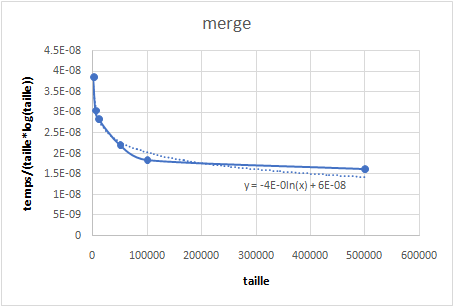 merge
4.5E-08
4E-08
3.5E-08
3E-08
2.5E-08
2E-08
1.5E-08
1E-08
5E-09
0
temps/(taille*log(taille))
y = -4E-0ln(x) + 6E-08
0 100000 200000 300000 400000 500000 600000
taille